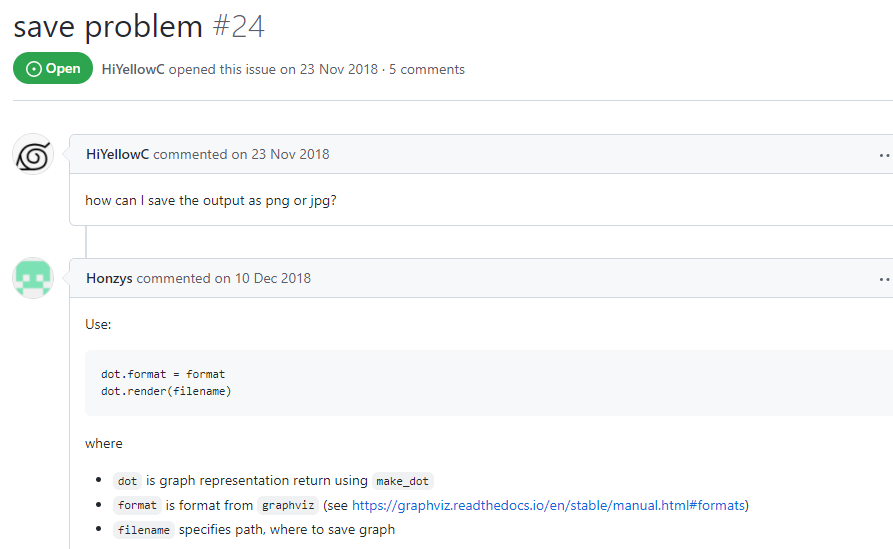 save problem #24
Open HiYellowC opened this issue on 23 Nov 2018 · 5 comments
HiYellowC commented on 23 Nov 2018
how can I save the output as png or jpg?
Honzys commented on 10 Dec 2018
Use:
dot.format = format
dot.render(filename)
where
• dot is graph representation return using make_dot
• format is format from graphviz (see https://graphviz.readthedocs.io/en/stable/manual.html#formats)
• filename specifies path, where to save graph